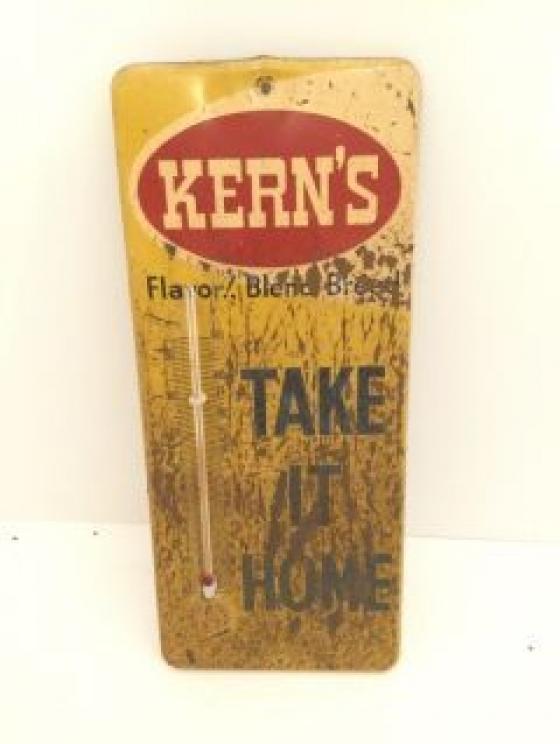 KERN'S
Flavor / Blend Bread
TAKE
IT
HOME